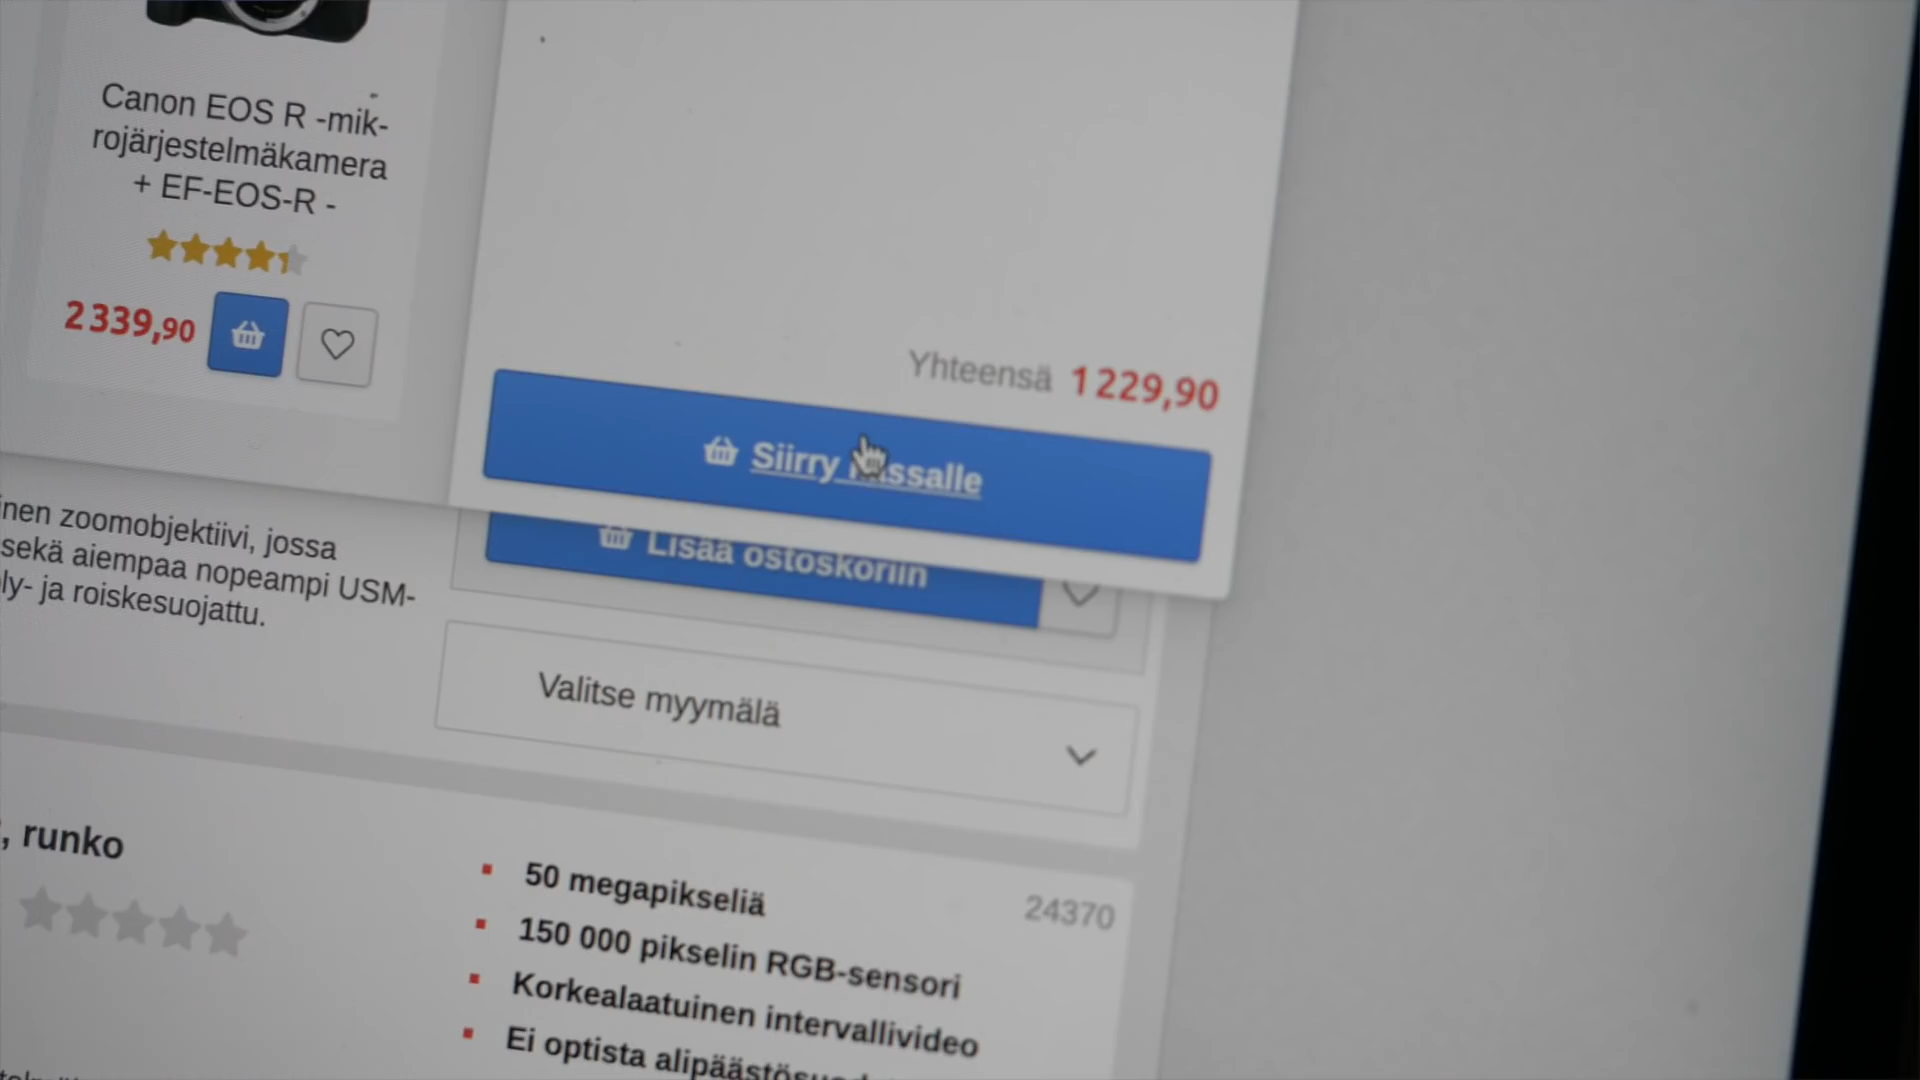 Canon EOS R -mik-
rojärjestelmäkamera
+ EF-EOS-R -
2 339,90
Yhteensä 1 229,90
Siirry kassalle
Lisää ostoskoriin
inen zoomobjektiivi, jossa
sekä aiempaa nopeampi USM-
ly- ja roiskesuojattu.
Valitse myymälä
, runko
50 megapikseliä
24370
150 000 pikselin RGB-sensori
Korkealaatuinen intervallivideo
Ei optista